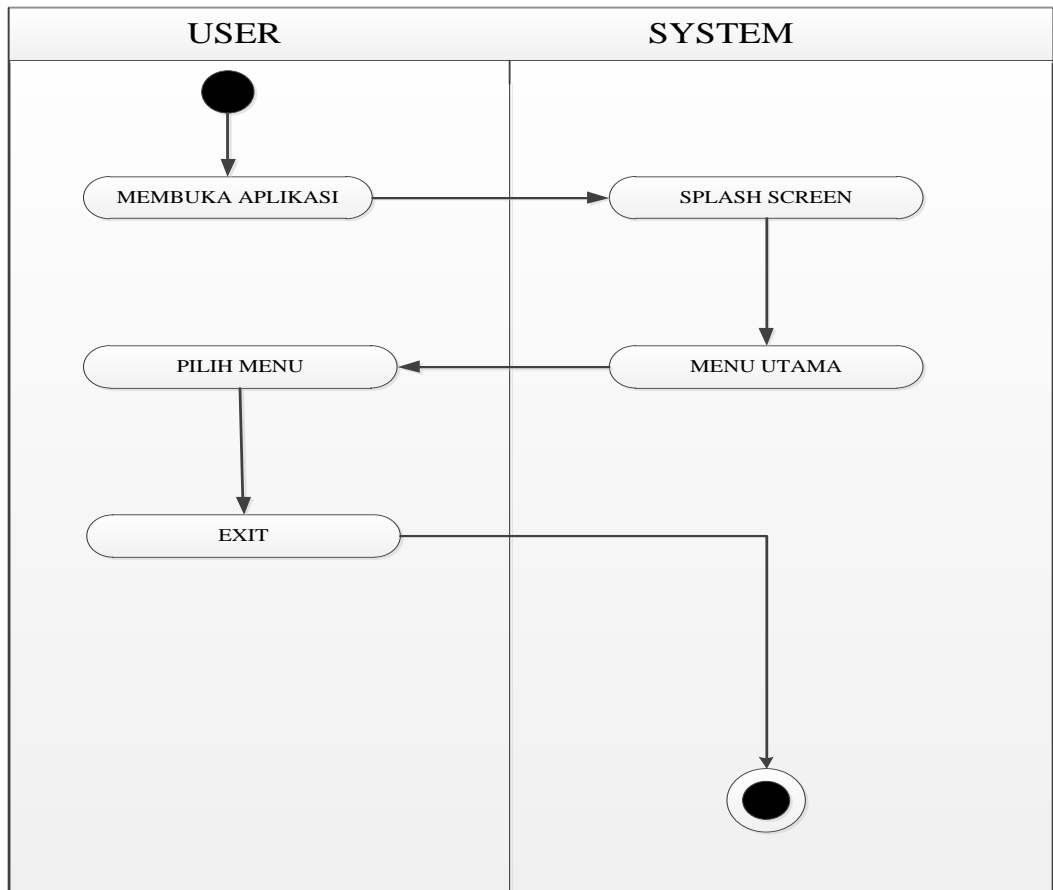 USER
SYSTEM
MEMBUKA APLIKASI
SPLASH SCREEN
PILIH MENU
MENU UTAMA
EXIT